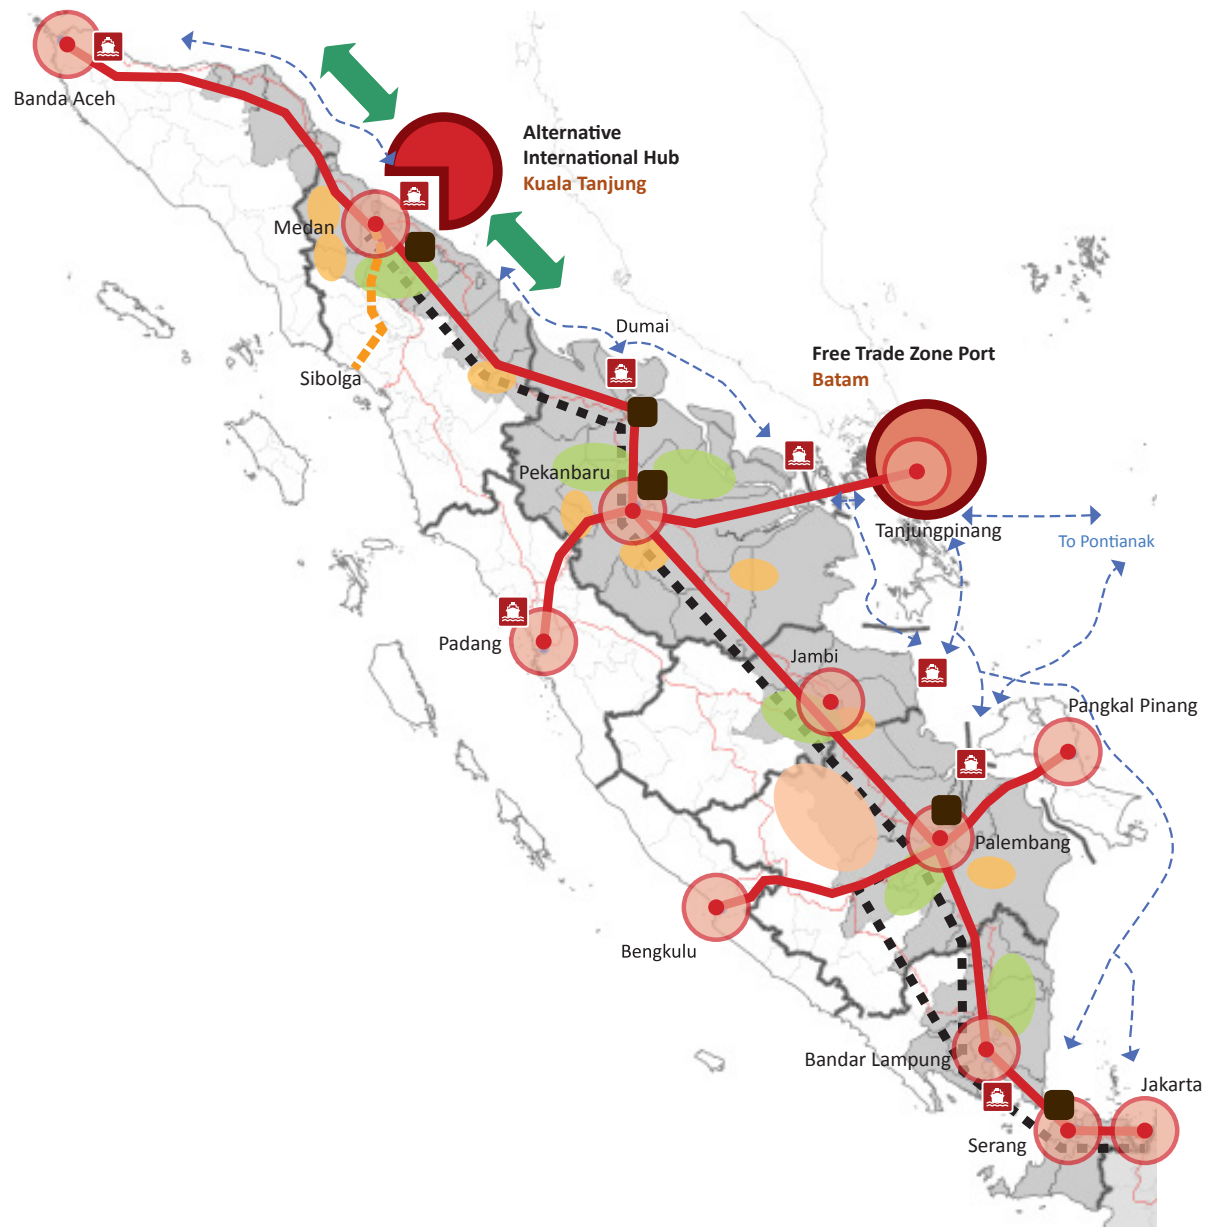 Banda Aceh
Alternative
International Hub
Kuala Tanjung
Medan
Dumai
Sibolga
Free Trade Zone Port
Batam
Pekanbaru
Tanjungpinang
To Pontianak
Padang
Jambi
Pangkal Pinang
Palembang
Bengkulu
Bandar Lampung
Jakarta
Serang